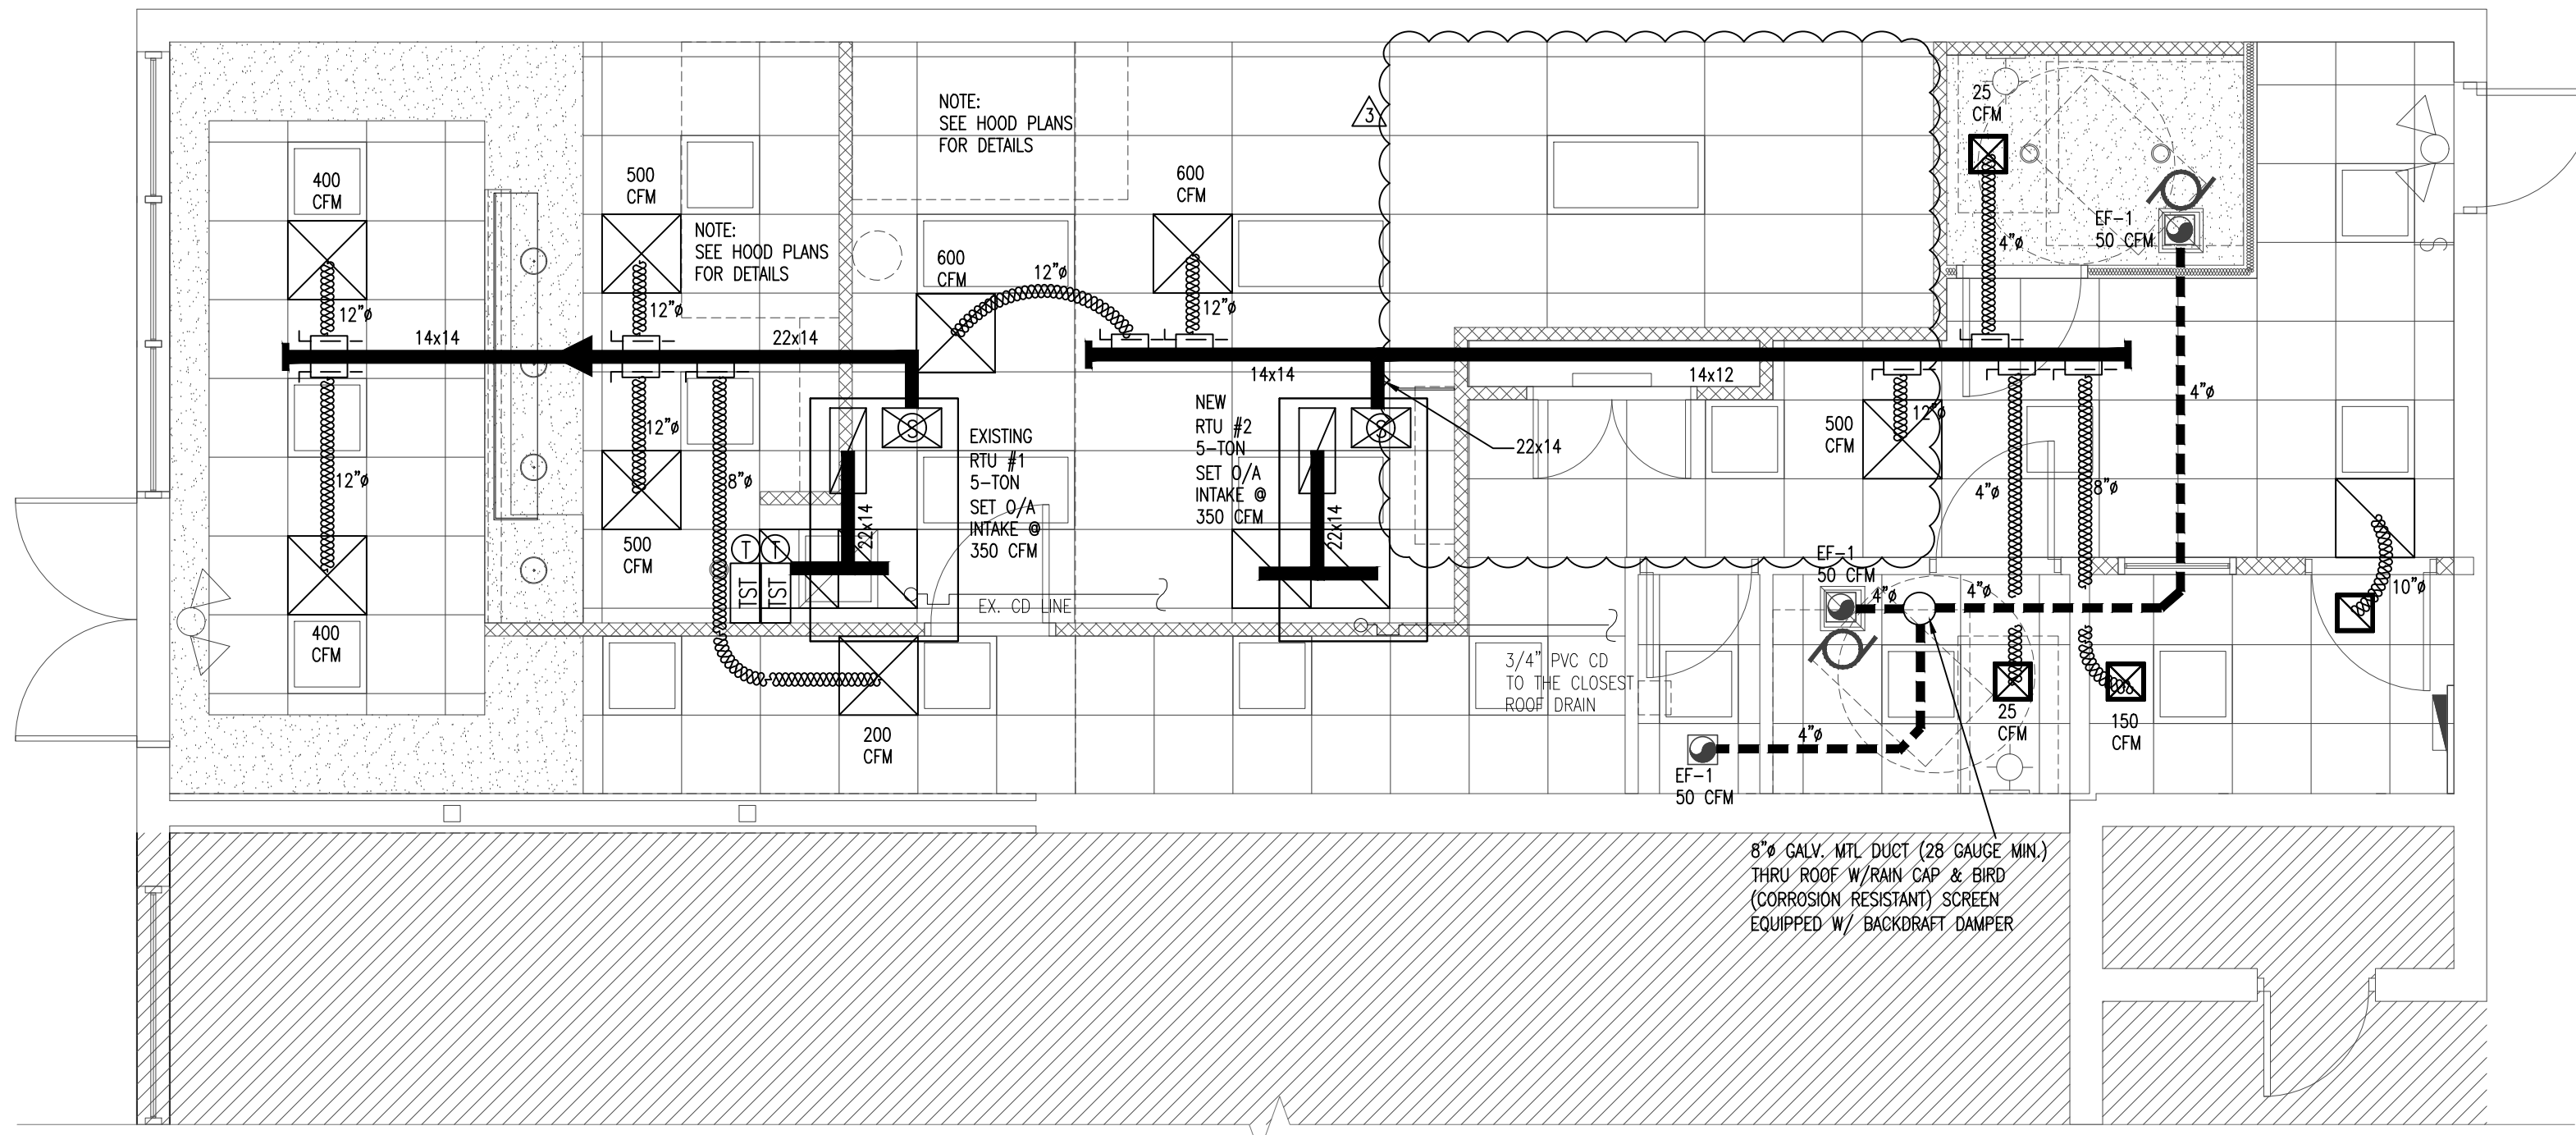 NOTE:
SEE HOOD PLANS
FOR DETAILS
3
25
CFM
400
CFM
500
CFM
600
CFM
EF-1
50 CFM
NOTE:
SEE HOOD PLANS
FOR DETAILS
600
CFM
12"ø
4"ø
12"ø
12"ø
12"ø
14x14
22x14
14x14
14x12
4"ø
NEW
RTU #2
5-TON
SET O/A
INTAKE @
350 CFM
500
CFM
12"ø
22x14
EXISTING
RTU #1
5-TON
SET O/A
INTAKE @
350 CFM
S
S
S
12"ø
12"ø
8"ø
4"ø
8"ø
22x14
22x14
500
CFM
T
T
TST
TST
EX. CD LINE
EF-1
50 CFM
4"ø
4"ø
10"ø
400
CFM
3/4" PVC CD
TO THE CLOSEST
ROOF DRAIN
200
CFM
4"ø
25
CFM
150
CFM
EF-1
50 CFM
8"ø GALV. MTL DUCT (28 GAUGE MIN.)
THRU ROOF W/RAIN CAP & BIRD
(CORROSION RESISTANT) SCREEN
EQUIPPED W/ BACKDRAFT DAMPER